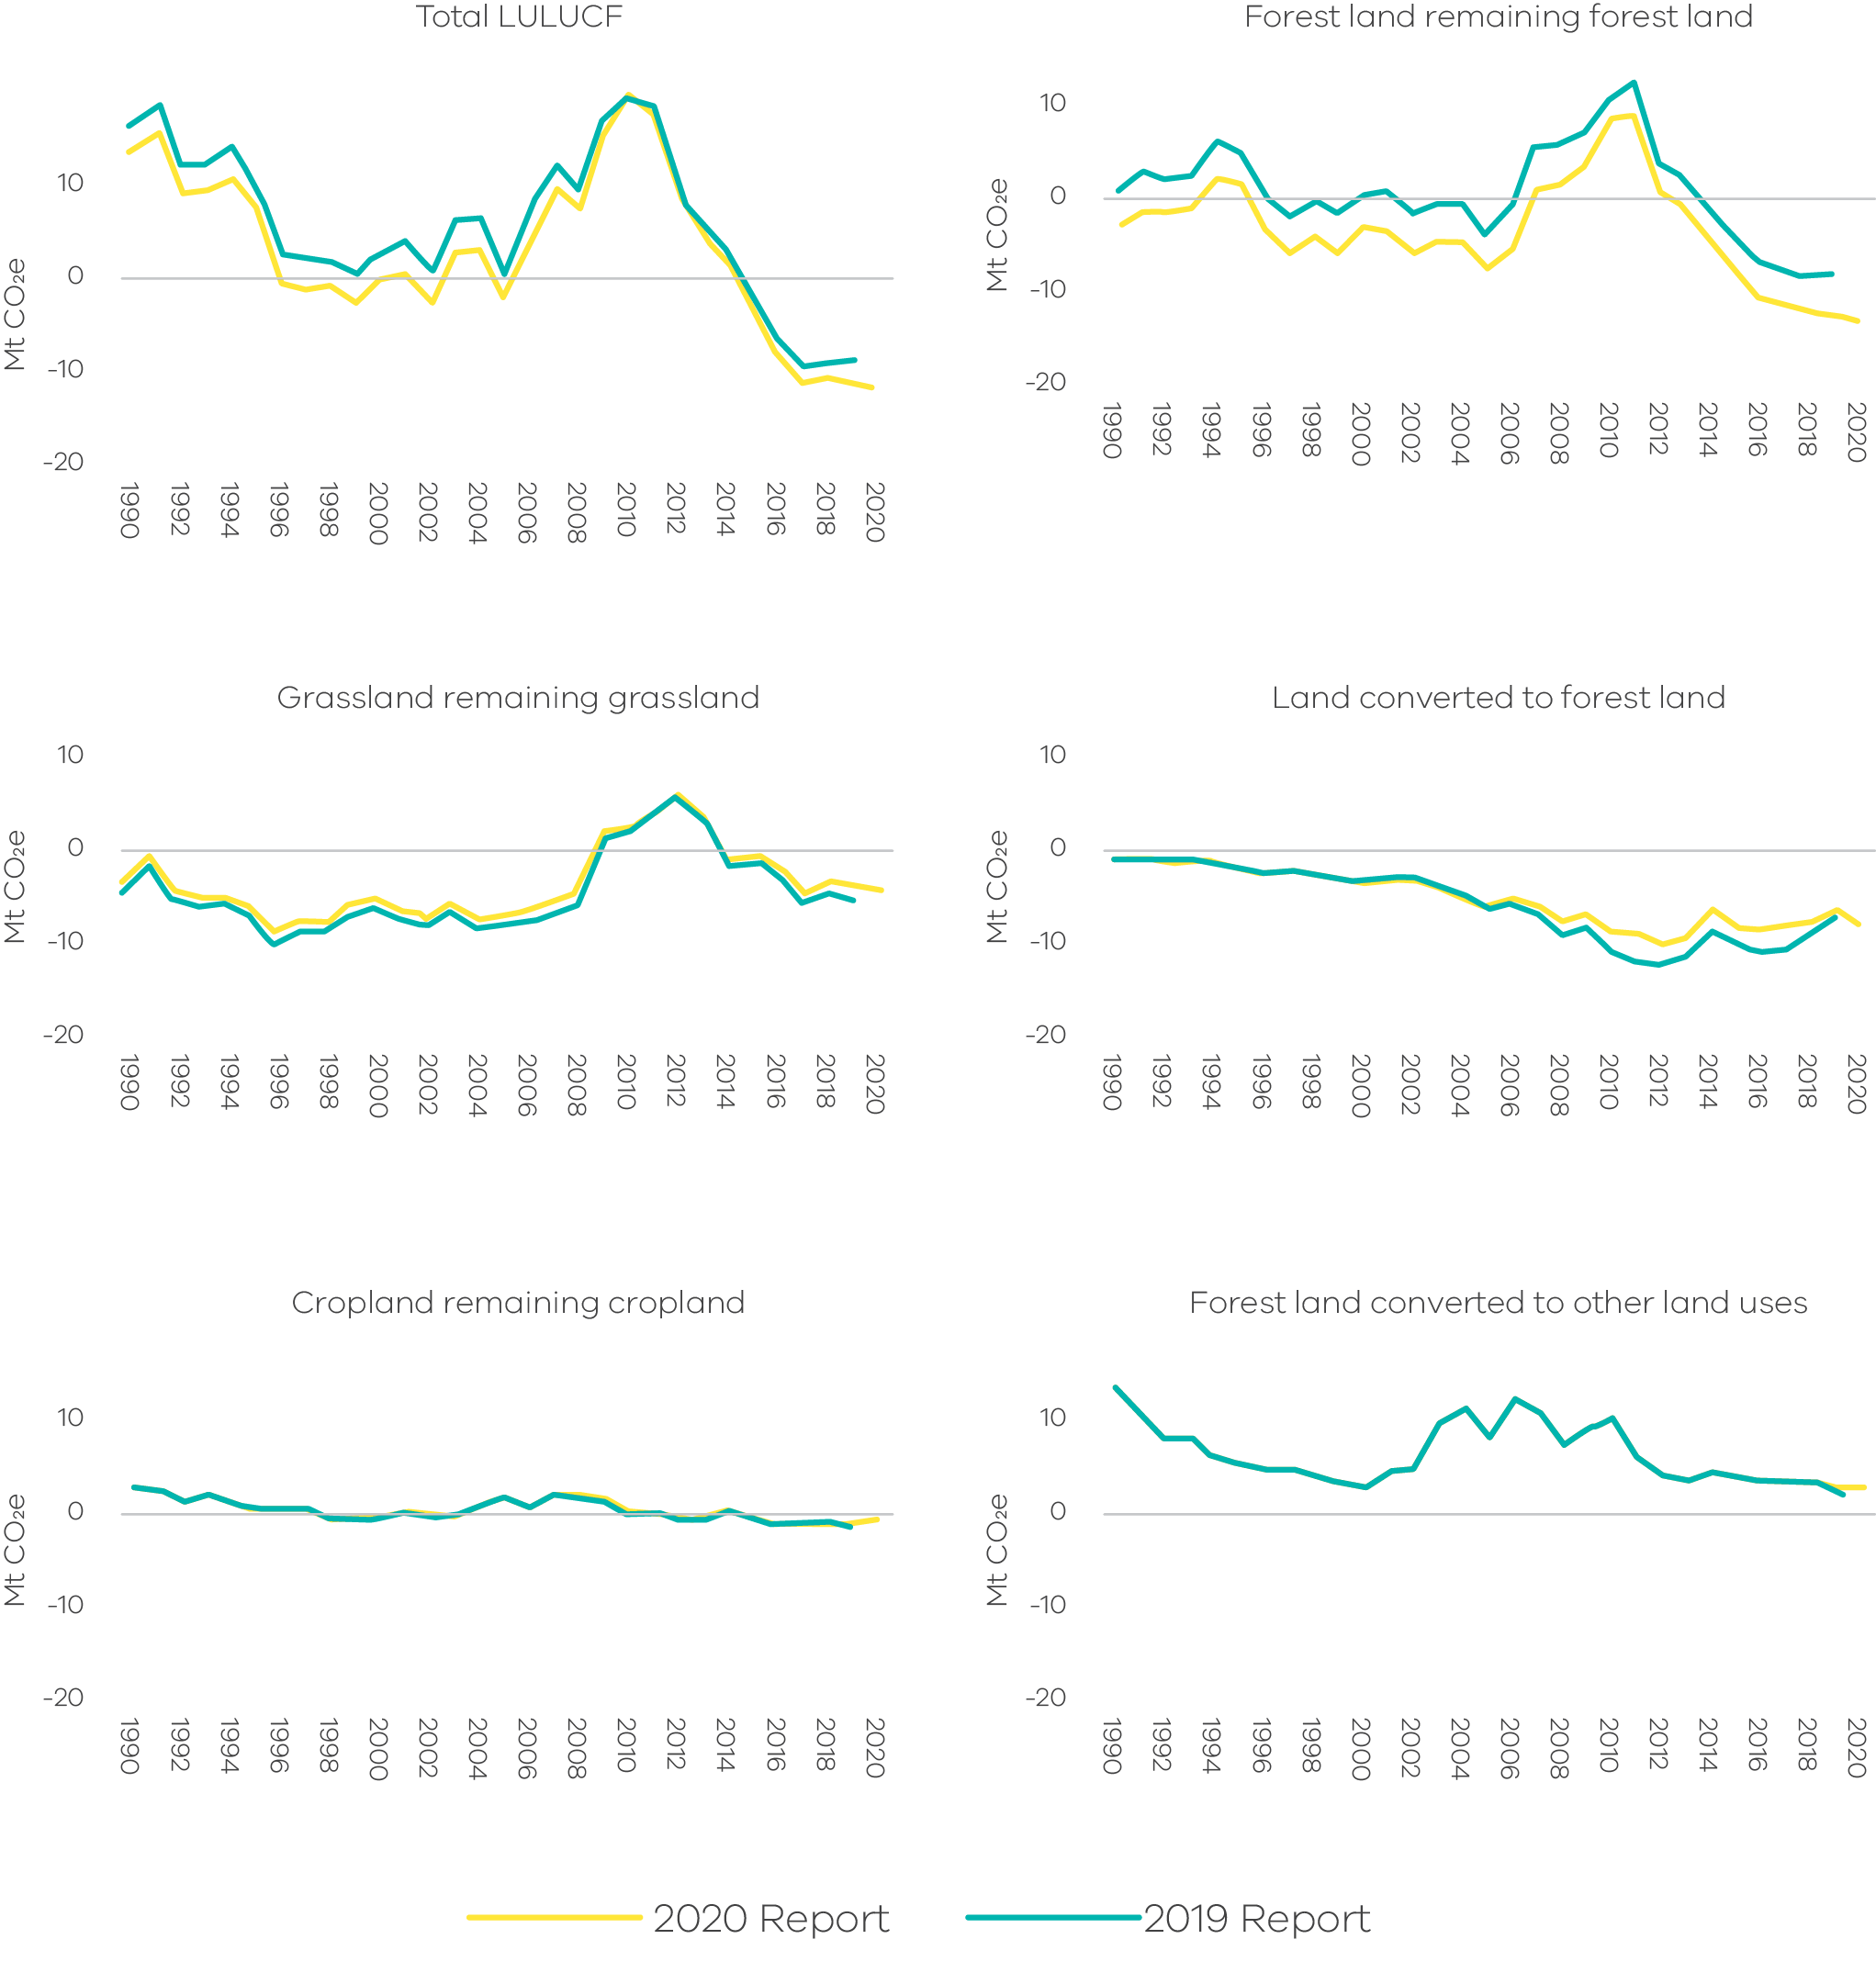 Total LULUCF
Mt CO₂e
10
0
-10
-20
1990 1992 1994 1996 1998 2000 2002 2004 2006 2008 2010 2012 2014 2016 2018 2020
Forest land remaining forest land
Mt CO₂e
10
0
-10
-20
1990 1992 1994 1996 1998 2000 2002 2004 2006 2008 2010 2012 2014 2016 2018 2020
Grassland remaining grassland
Mt CO₂e
10
0
-10
-20
1990 1992 1994 1996 1998 2000 2002 2004 2006 2008 2010 2012 2014 2016 2018 2020
Land converted to forest land
Mt CO₂e
10
0
-10
-20
1990 1992 1994 1996 1998 2000 2002 2004 2006 2008 2010 2012 2014 2016 2018 2020
Cropland remaining cropland
Mt CO₂e
10
0
-10
-20
1990 1992 1994 1996 1998 2000 2002 2004 2006 2008 2010 2012 2014 2016 2018 2020
Forest land converted to other land uses
Mt CO₂e
10
0
-10
-20
1990 1992 1994 1996 1998 2000 2002 2004 2006 2008 2010 2012 2014 2016 2018 2020
2020 Report
2019 Report